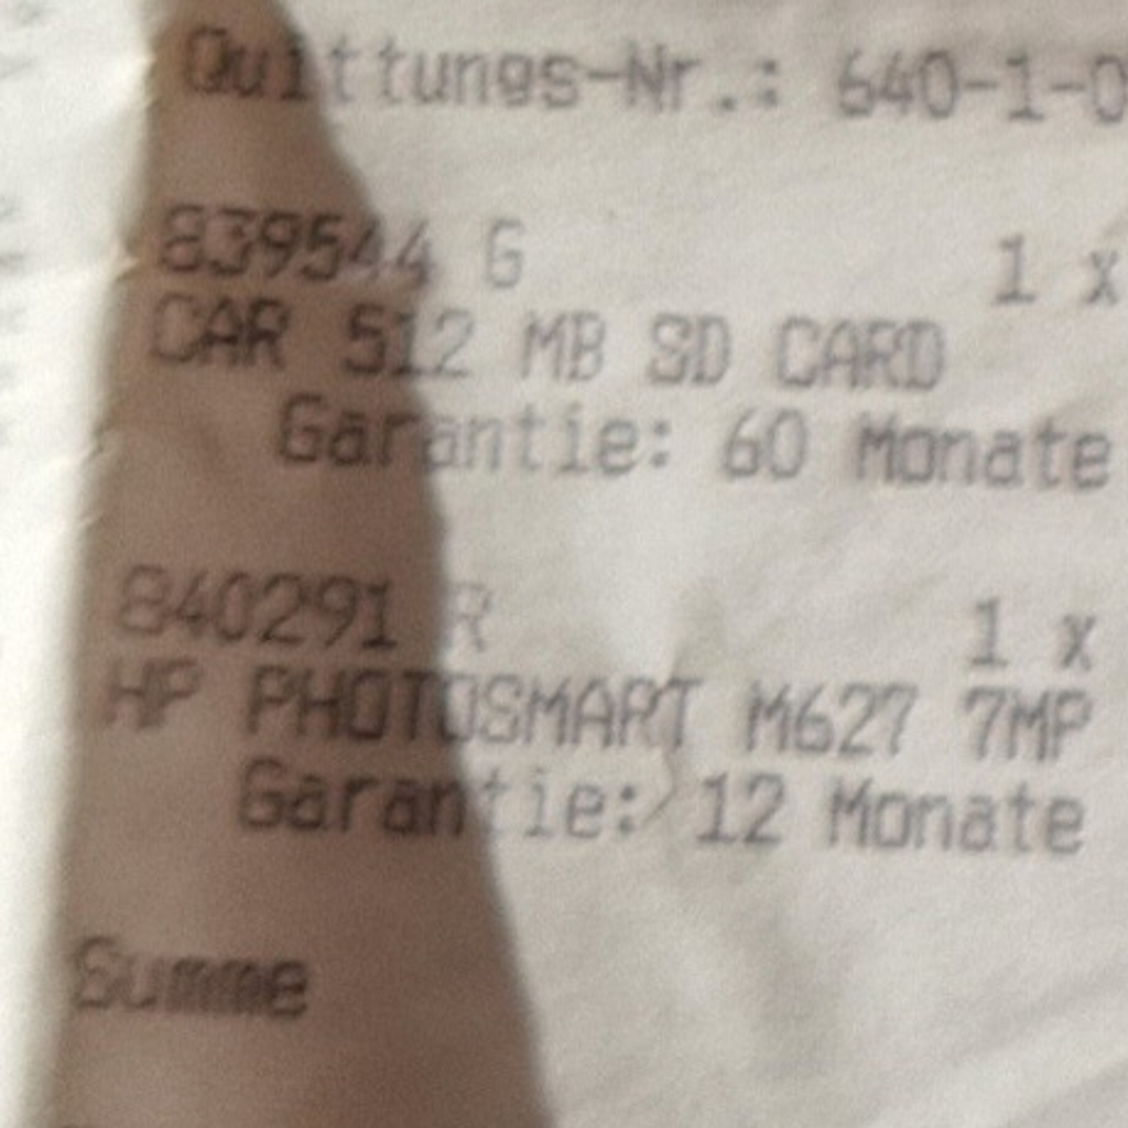 Quittungs-Nr.: 640-1-0
839544 G 1 x
CAR 512 MB SD CARD
Garantie: 60 Monate
840291 R 1 x
HP PHOTOSMART M627 7MP
Garantie: 12 Monate
Summe